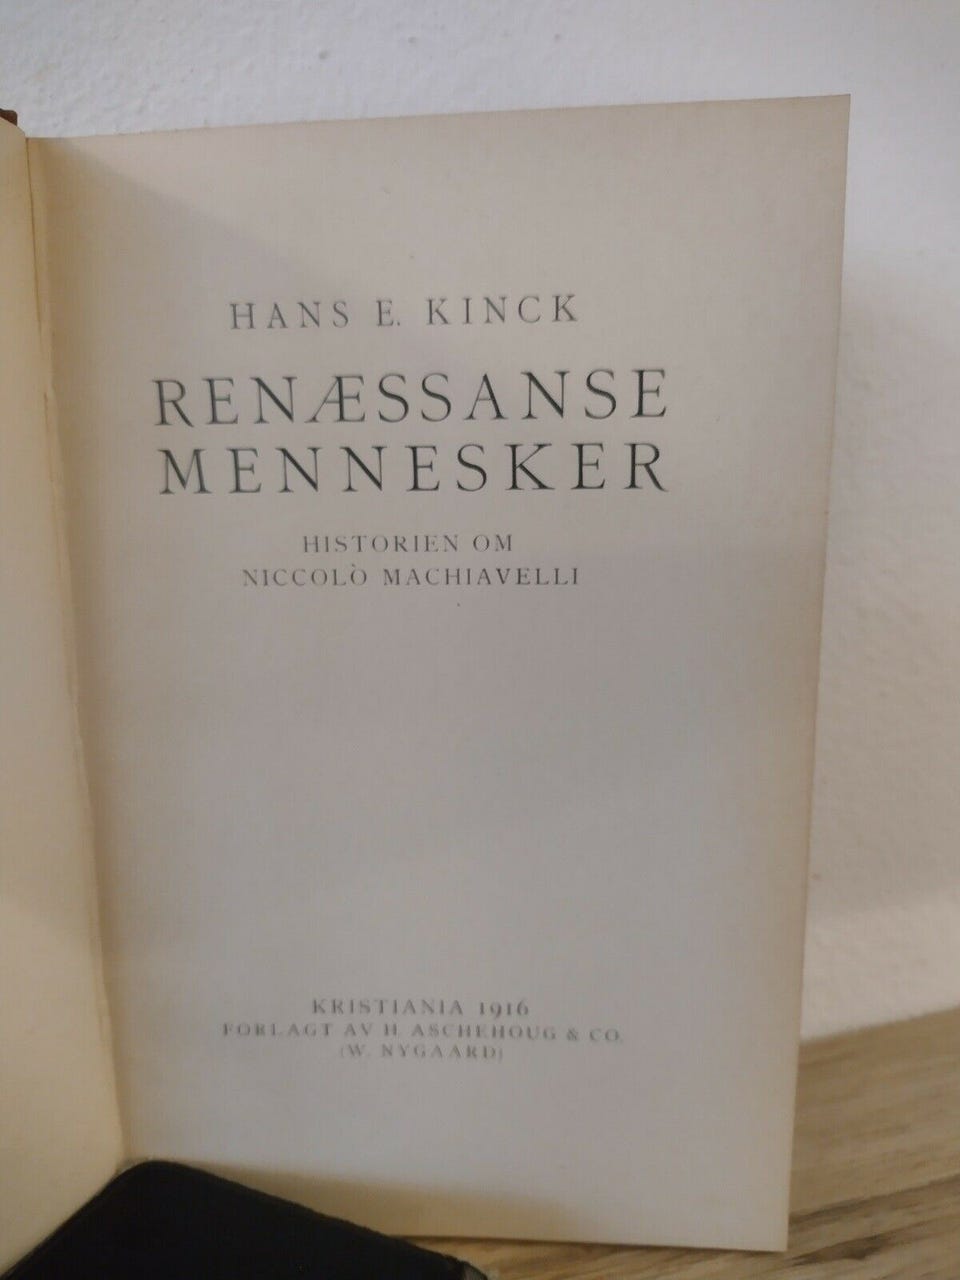 HANS E. KINCK
RENÆSSANSE
MENNESKER
HISTORIEN OM
NICCOLÒ MACHIAVELLI
KRISTIANIA 1916
FORLAGT AV H. ASCHEHOUG & CO.
(W. NYGAARD)